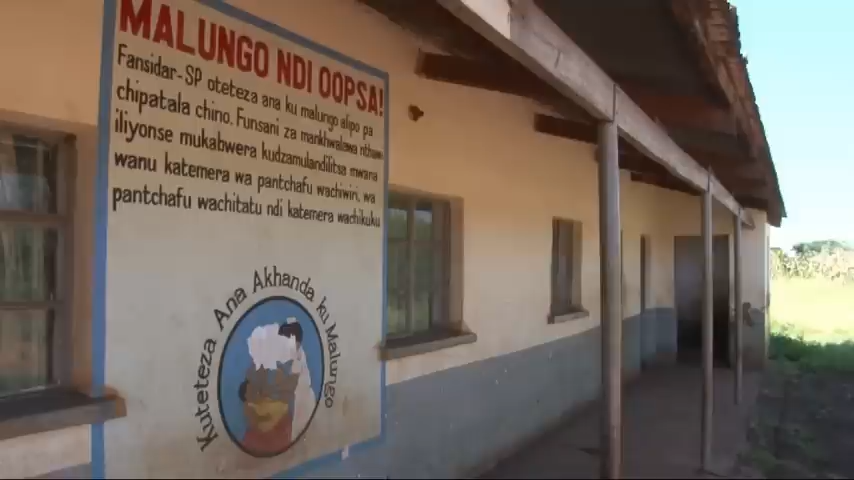 MALUNGO NDI OOPSA!
Fansidar-SP oteteza ana ku malungo alipo pa
chipatala chino. Funsani za mankhwalawa nthawi
iliyonse mukabwera kudzamulandilitsa mwana
wanu katemera wa pantchafu wachiwiri, wa
pantchafu wachitatu ndi katemera wachikuku
Kuteteza Ana Akhanda ku Malungo